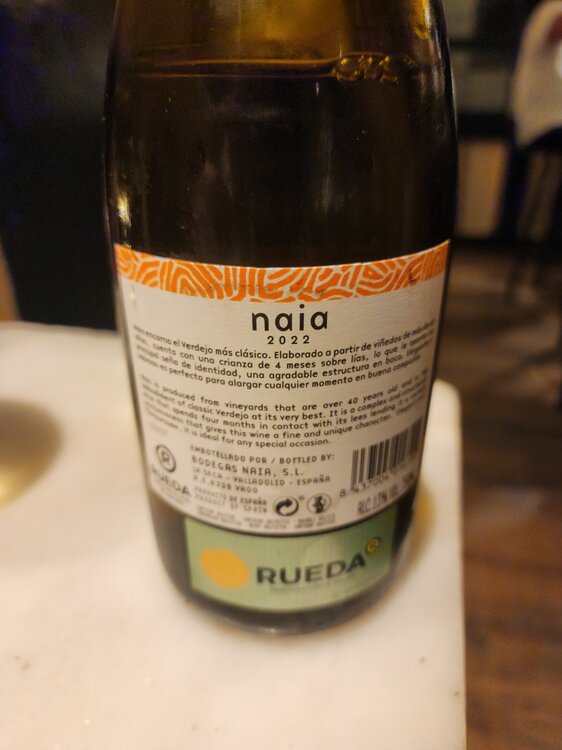 naia
2022
naia encarna el Verdejo más clásico. Elaborado a partir de viñedos de más de
años, cuenta con una crianza de 4 meses sobre lías, lo que le aporta
principal seño de identidad, una agradable estructura en boca.
es perfecto para alargar cualquier momento en buena compañía.
is produced from vineyards that are over 40 years old and is the
of classic Verdejo at its very best. It is a complex and
that spends four months in contact with its lees lending it a
that gives this wine a fine and unique character. Elegant
it is ideal for any special occasion.
EMBOTELLADO POR / BOTTLED BY:
BODEGAS NAIA, S.L.
LA SECA - VALLADOLID - ESPAÑA
PRODUCTO DE ESPAÑA
PRODUCT OF SPAIN
RUEDA
8 437004
ALC. 13% VOL.
RUEDA